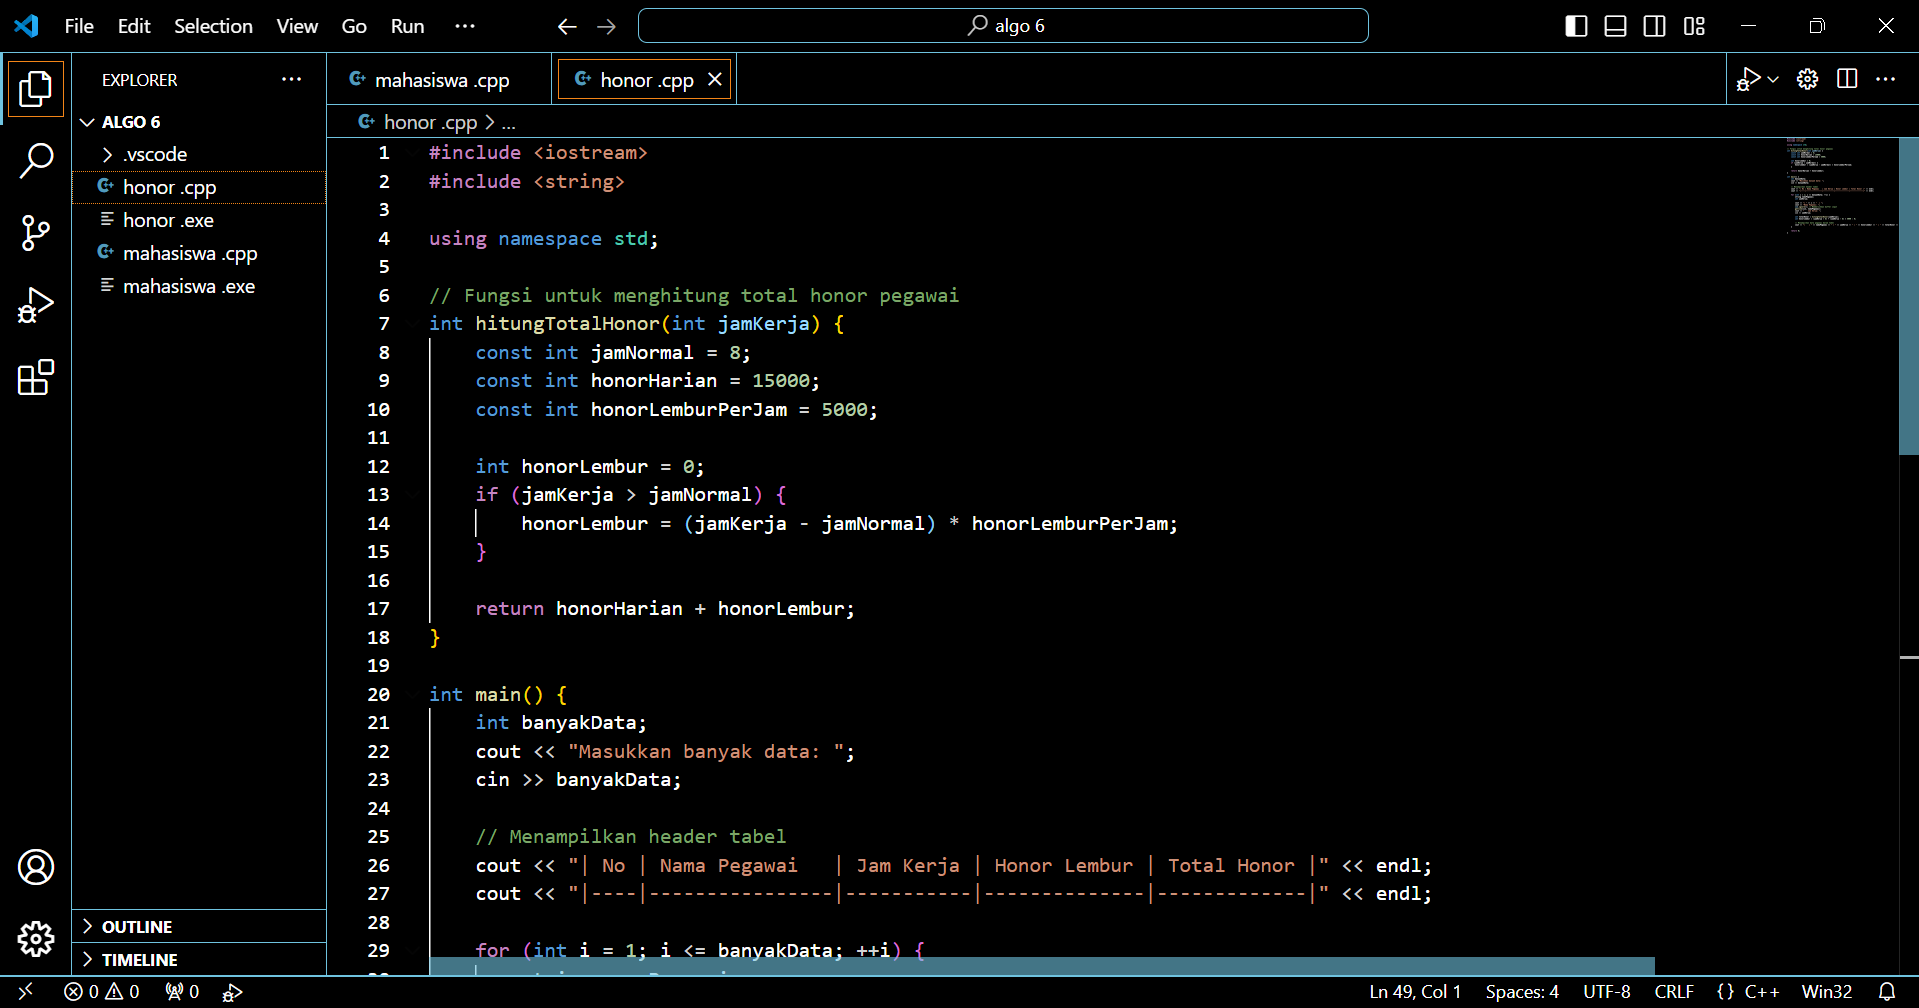 File Edit Selection View Go Run ···
algo 6
EXPLORER ···
ALGO 6
.vscode
honor .cpp
honor .exe
mahasiswa .cpp
mahasiswa .exe
OUTLINE
TIMELINE
mahasiswa .cpp
honor .cpp
honor .cpp > ...
1 #include <iostream>
2 #include <string>
3
4 using namespace std;
5
6 // Fungsi untuk menghitung total honor pegawai
7 int hitungTotalHonor(int jamKerja) {
8 const int jamNormal = 8;
9 const int honorHarian = 15000;
10 const int honorLemburPerJam = 5000;
11
12 int honorLembur = 0;
13 if (jamKerja > jamNormal) {
14 honorLembur = (jamKerja - jamNormal) * honorLemburPerJam;
15 }
16
17 return honorHarian + honorLembur;
18 }
19
20 int main() {
21 int banyakData;
22 cout << "Masukkan banyak data: ";
23 cin >> banyakData;
24
25 // Menampilkan header tabel
26 cout << "| No | Nama Pegawai   | Jam Kerja | Honor Lembur | Total Honor |" << endl;
27 cout << "|----|----------------|-----------|--------------|-------------|" << endl;
28
29 for (int i = 1; i <= banyakData; ++i) {
0 0 0
Ln 49, Col 1 Spaces: 4 UTF-8 CRLF {} C++ Win32